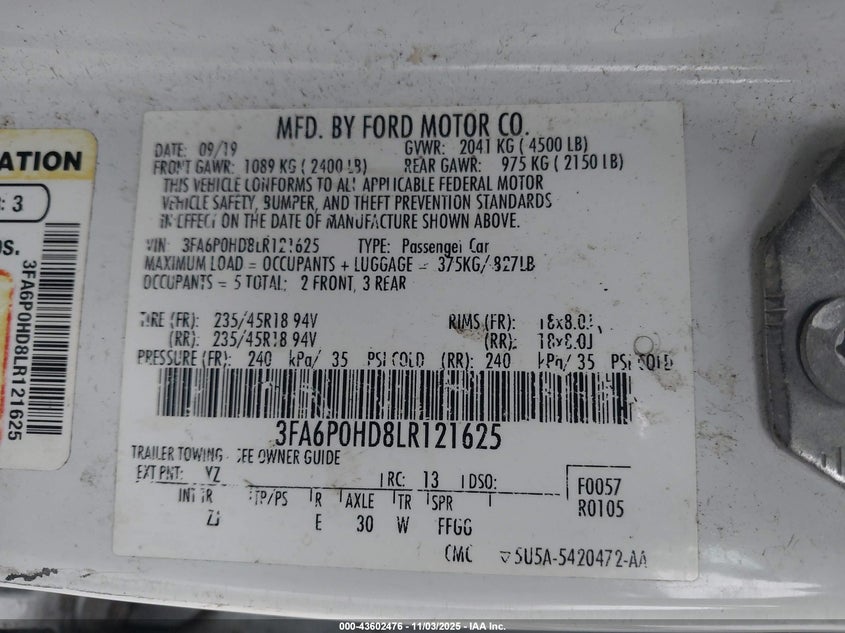 ATION
: 3
OS.
3FA6P0HD8LR121625
MFD. BY FORD MOTOR CO.
DATE: 09/19 GVWR: 2041 KG ( 4500 LB)
FRONT GAWR: 1089 KG ( 2400 LB) REAR GAWR: 975 KG ( 2150 LB)
THIS VEHICLE CONFORMS TO ALL APPLICABLE FEDERAL MOTOR
VEHICLE SAFETY, BUMPER, AND THEFT PREVENTION STANDARDS
IN EFFECT ON THE DATE OF MANUFACTURE SHOWN ABOVE.
VIN: 3FA6P0HD8LR121625 TYPE: Passenger Car
MAXIMUM LOAD = OCCUPANTS + LUGGAGE = 375KG/ 827LB
OCCUPANTS = 5 TOTAL: 2 FRONT, 3 REAR
TIRE (FR): 235/45R18 94V RIMS (FR): 18x8.0J
(RR): 235/45R18 94V (RR): 18x8.0J
PRESSURE (FR): 240 kPa/ 35 PSI COLD (RR): 240 kPa/ 35 PSI COLD
3FA6P0HD8LR121625
TRAILER TOWING - SEE OWNER GUIDE
EXT PNT: YZ RC: 13 DSO: F0057
INT TR TP/PS R AXLE TR SPR R0105
E 30 W FFGG
CMC 5U5A-5420472-AA
000-43602476 - 11/03/2025 - IAA Inc.